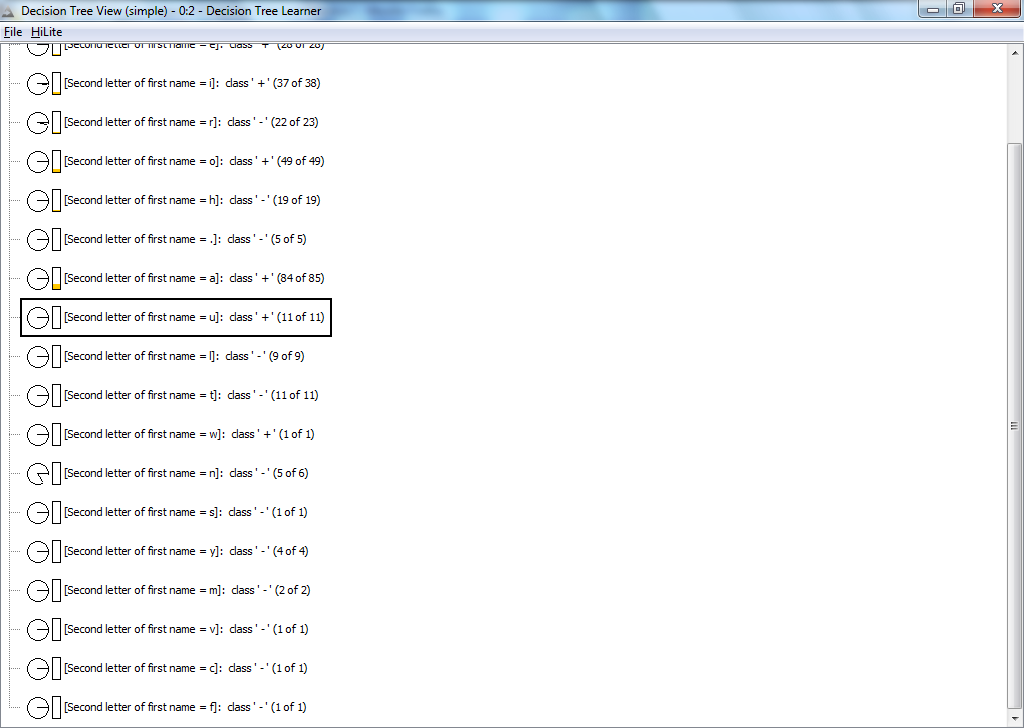 Decision Tree View (simple) - 0:2 - Decision Tree Learner
File HiLite
[Second letter of first name = e]: class ' + ' (28 of 28)
[Second letter of first name = i]: class ' + ' (37 of 38)
[Second letter of first name = r]: class ' - ' (22 of 23)
[Second letter of first name = o]: class ' + ' (49 of 49)
[Second letter of first name = h]: class ' - ' (19 of 19)
[Second letter of first name = .]: class ' - ' (5 of 5)
[Second letter of first name = a]: class ' + ' (84 of 85)
[Second letter of first name = u]: class ' + ' (11 of 11)
[Second letter of first name = l]: class ' - ' (9 of 9)
[Second letter of first name = t]: class ' - ' (11 of 11)
[Second letter of first name = w]: class ' + ' (1 of 1)
[Second letter of first name = n]: class ' - ' (5 of 6)
[Second letter of first name = s]: class ' - ' (1 of 1)
[Second letter of first name = y]: class ' - ' (4 of 4)
[Second letter of first name = m]: class ' - ' (2 of 2)
[Second letter of first name = v]: class ' - ' (1 of 1)
[Second letter of first name = c]: class ' - ' (1 of 1)
[Second letter of first name = f]: class ' - ' (1 of 1)